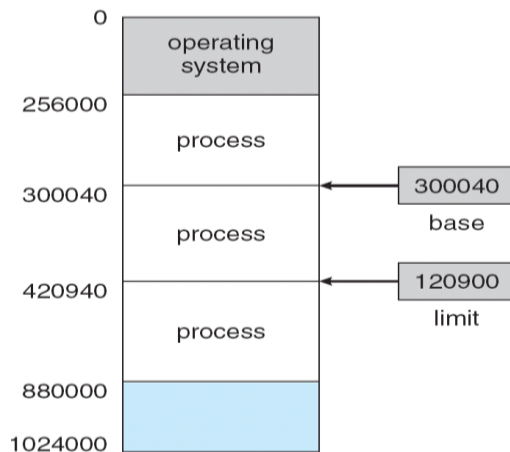 0
operating
system
256000
process
300040
300040
base
process
420940
120900
limit
process
880000
1024000